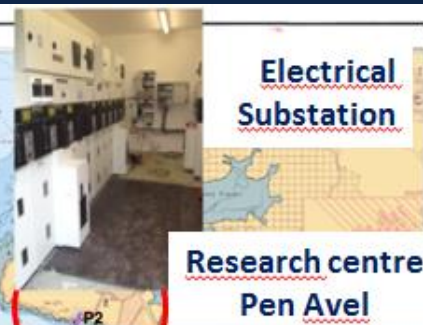 Electrical
Substation
Research centre
Pen Avel
P2